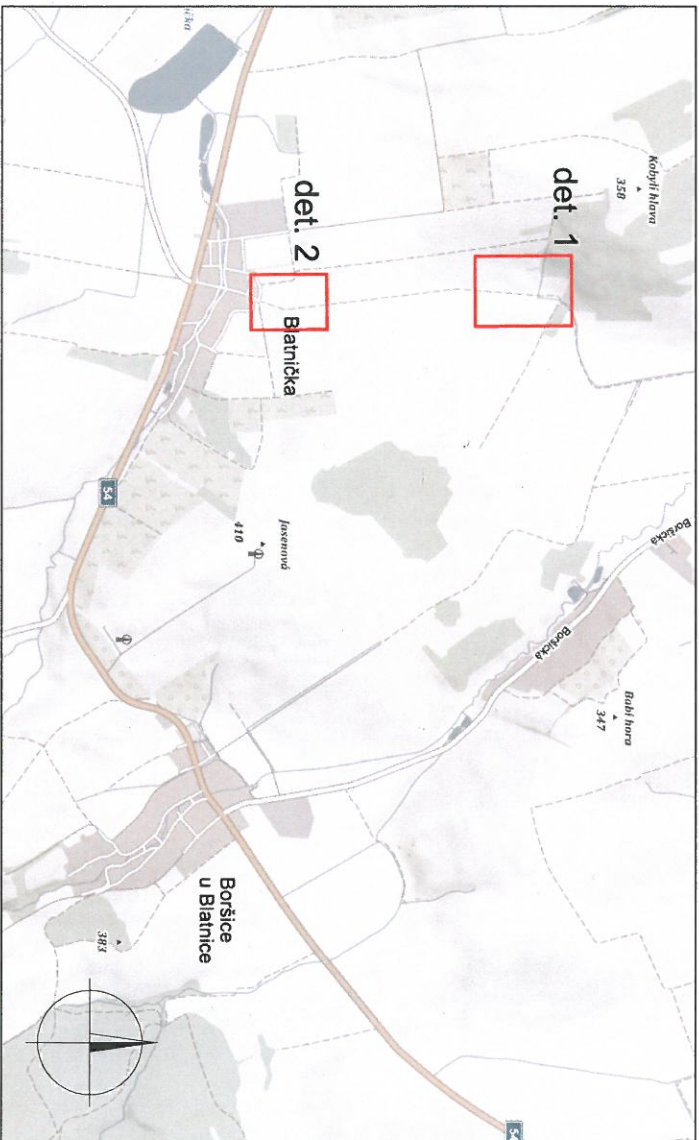 Kobylí hlava
358
det. 1
det. 2
Blatnička
Boršická
Boršická
Babí hora
347
Jasenová
410
54
Boršice
u Blatnice
383